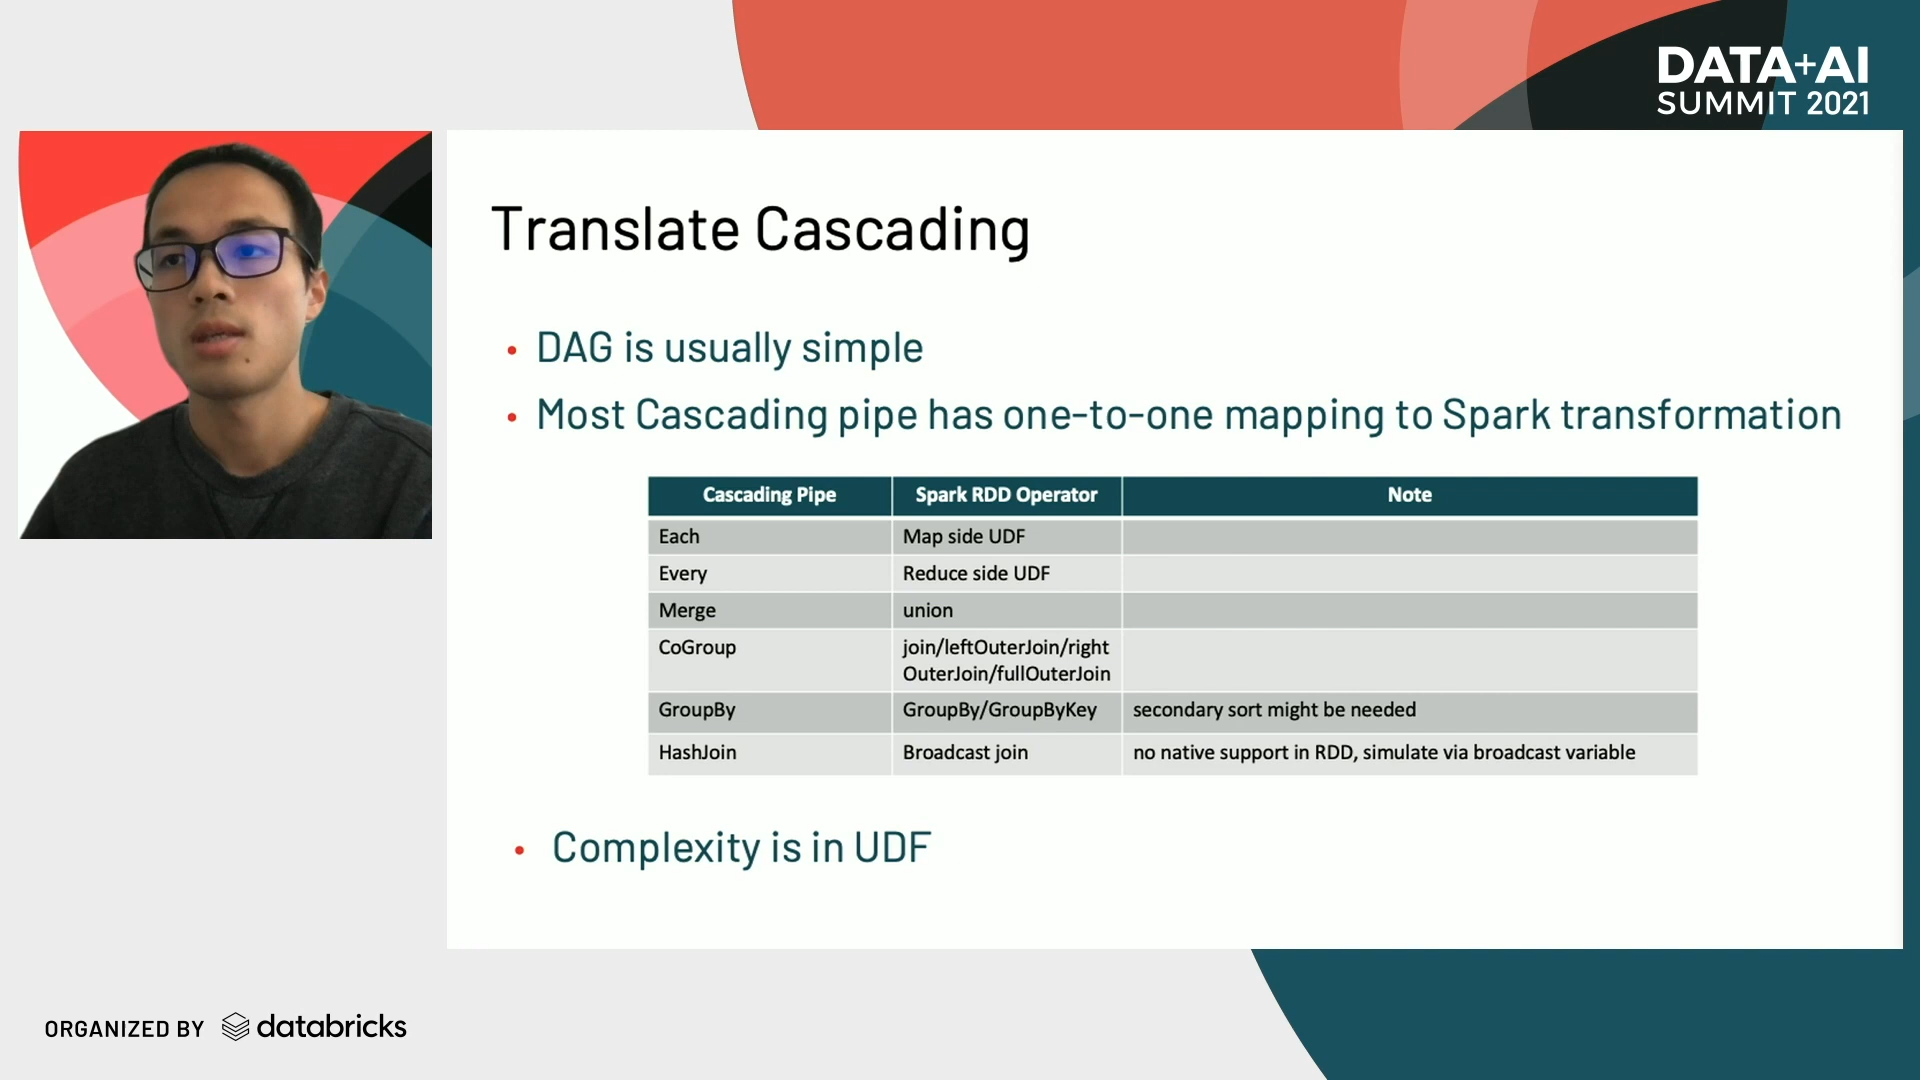 DATA+AI
SUMMIT 2021
Translate Cascading
• DAG is usually simple
• Most Cascading pipe has one-to-one mapping to Spark transformation
Cascading Pipe Spark RDD Operator Note
Each Map side UDF
Every Reduce side UDF
Merge union
CoGroup join/leftOuterJoin/right
OuterJoin/fullOuterJoin
GroupBy GroupBy/GroupByKey secondary sort might be needed
HashJoin Broadcast join no native support in RDD, simulate via broadcast variable
• Complexity is in UDF
ORGANIZED BY databricks